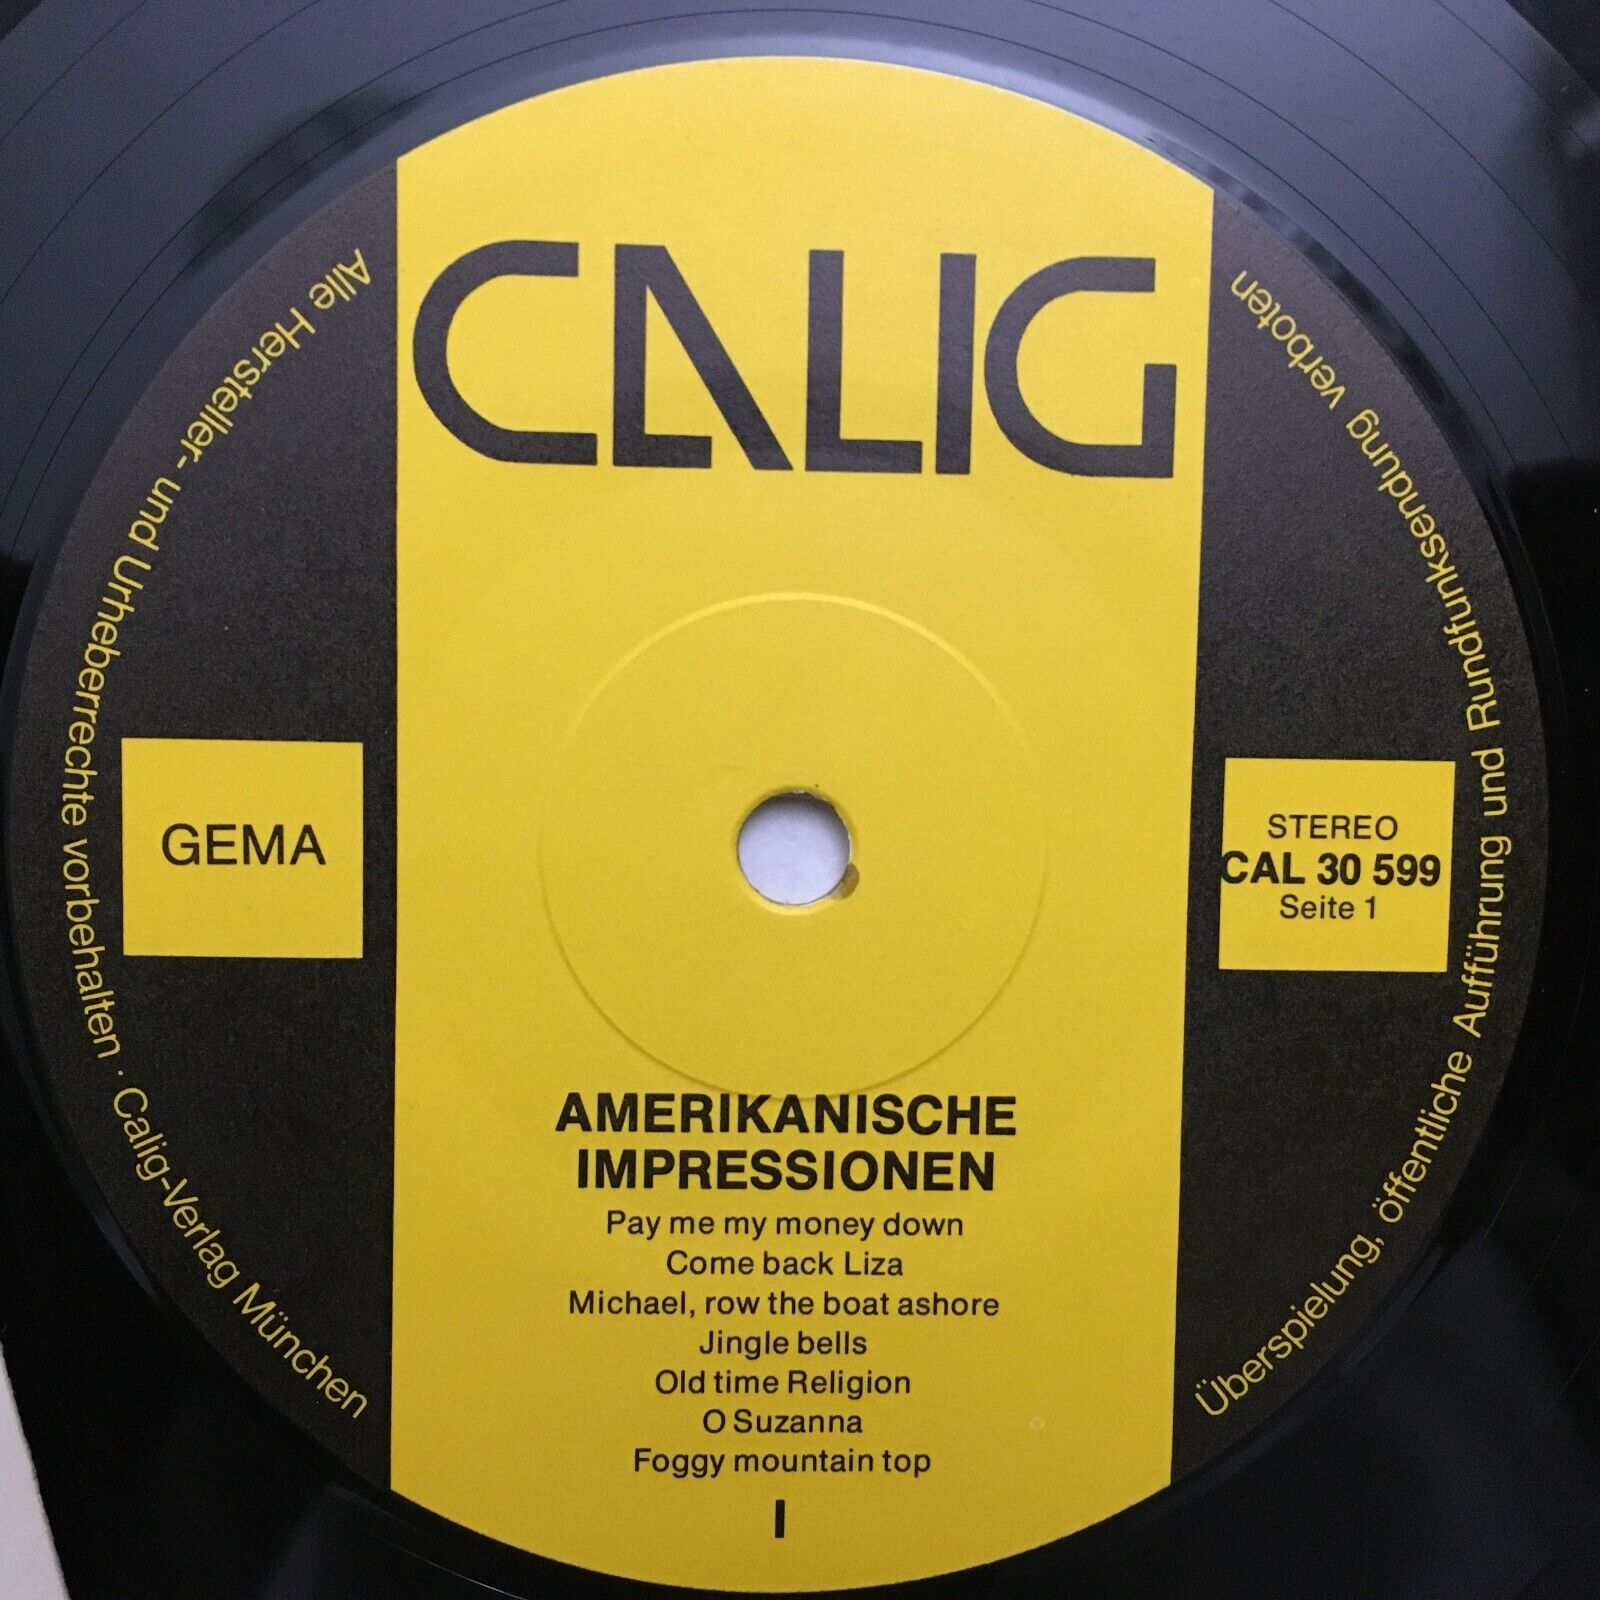 CALIG
GEMA
STEREO
CAL 30 599
Seite 1
AMERIKANISCHE
IMPRESSIONEN
Pay me my money down
Come back Liza
Michael, row the boat ashore
Jingle bells
Old time Religion
O Suzanna
Foggy mountain top
I
Alle Hersteller- und Urheberrechte vorbehalten · Calig-Verlag München
Überspielung, öffentliche Aufführung und Rundfunksendung verboten